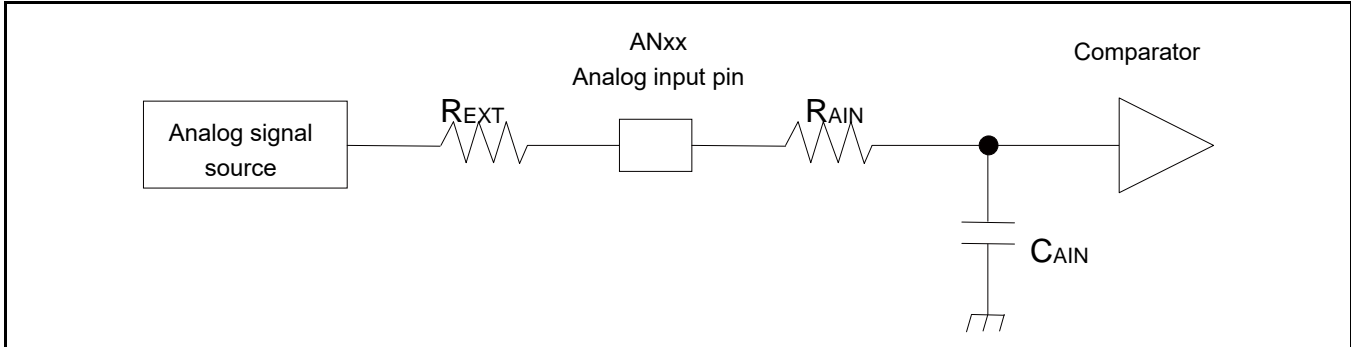 ANxx
Analog input pin
Comparator
Analog signal
source
REXT
RAIN
CAIN